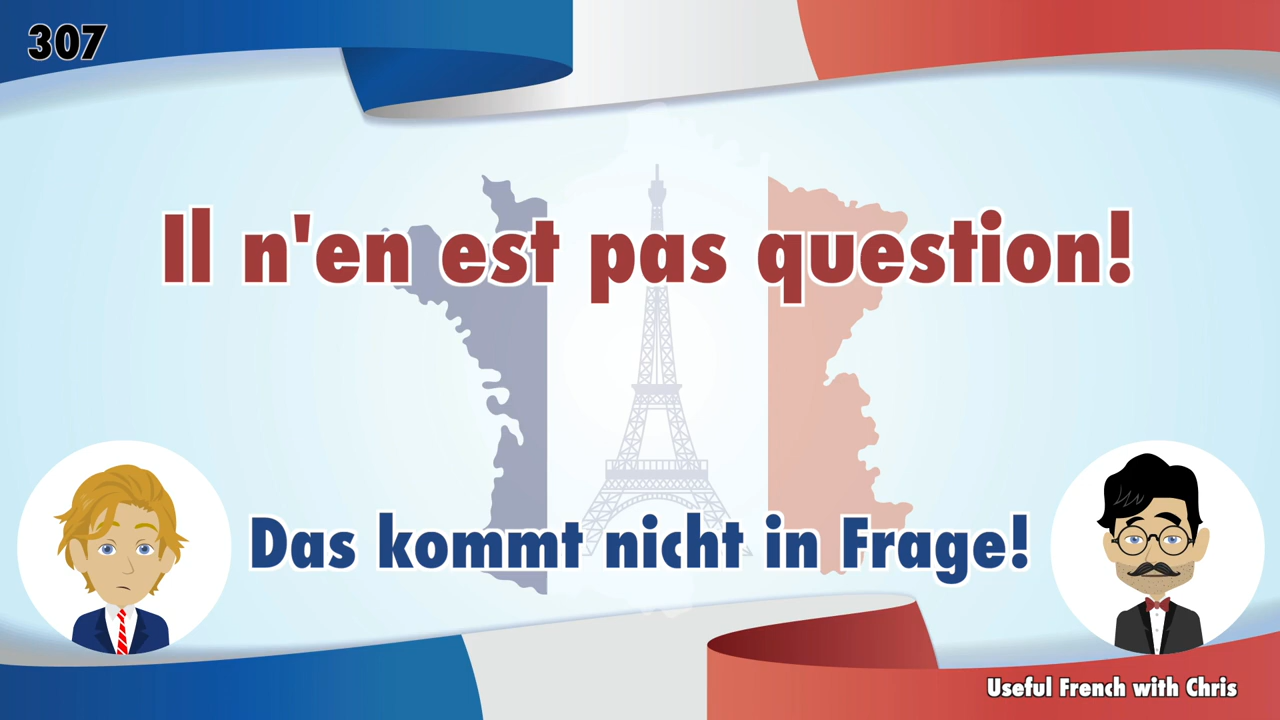 307
Il n'en est pas question!
Das kommt nicht in Frage!
Useful French with Chris